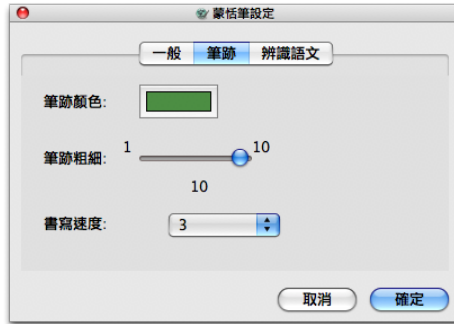 蒙恬筆設定
一般 筆跡 辨識語文
筆跡顏色:
筆跡粗細: 1 10
10
書寫速度: 3
取消 確定